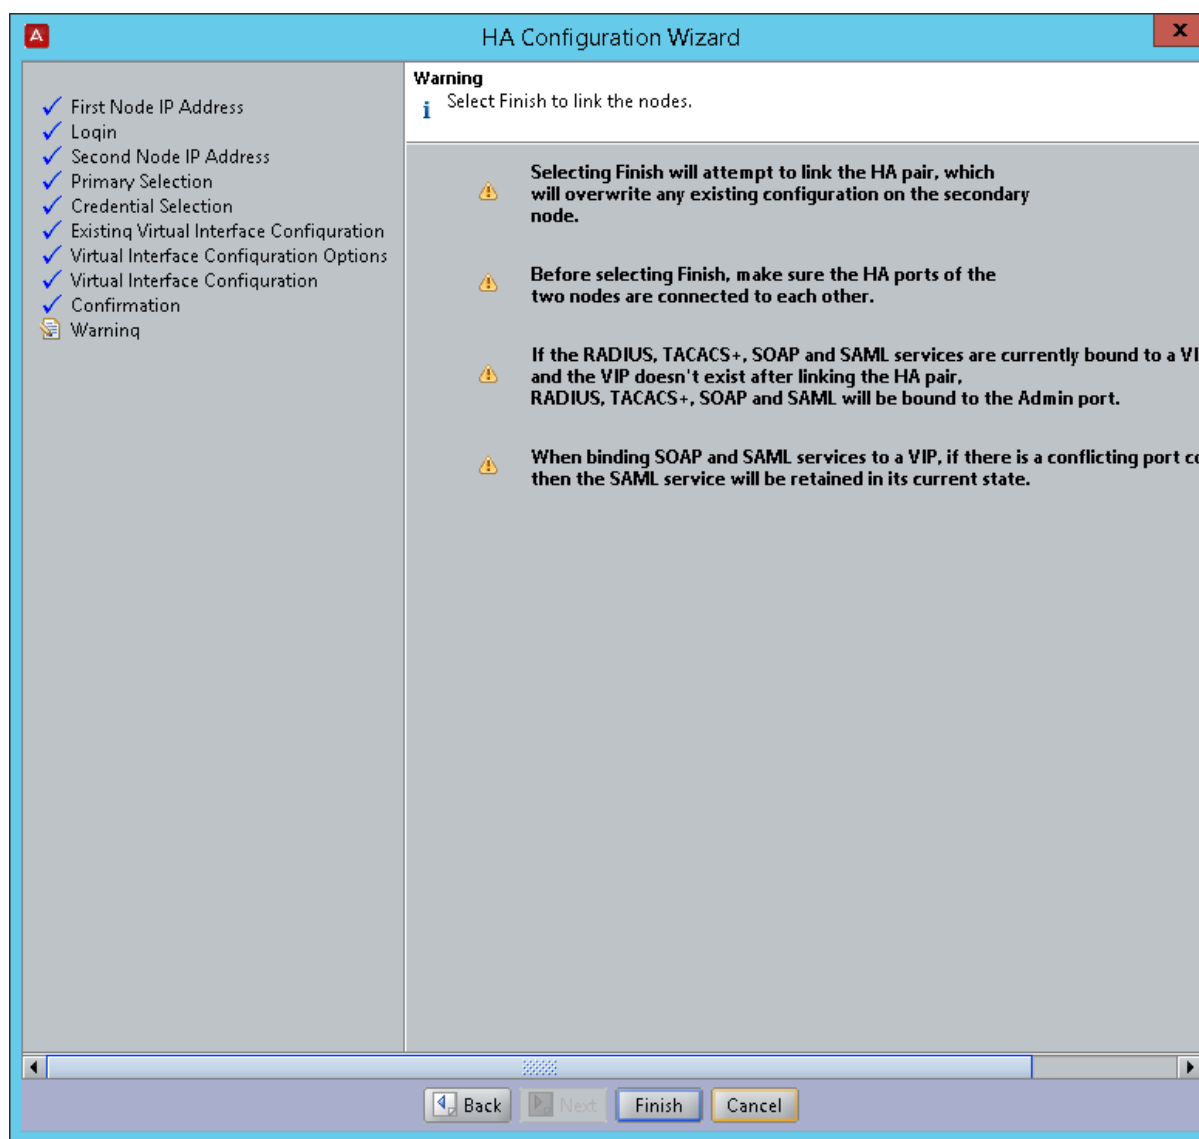 HA Configuration Wizard
x
First Node IP Address
Login
Second Node IP Address
Primary Selection
Credential Selection
Existing Virtual Interface Configuration
Virtual Interface Configuration Options
Virtual Interface Configuration
Confirmation
Warning
Warning
Select Finish to link the nodes.
Selecting Finish will attempt to link the HA pair, which
will overwrite any existing configuration on the secondary
node.
Before selecting Finish, make sure the HA ports of the
two nodes are connected to each other.
If the RADIUS, TACACS+, SOAP and SAML services are currently bound to a
and the VIP doesn't exist after linking the HA pair,
RADIUS, TACACS+, SOAP and SAML will be bound to the Admin port.
When binding SOAP and SAML services to a VIP, if there is a conflicting port
then the SAML service will be retained in its current state.
Back
Next
Finish
Cancel